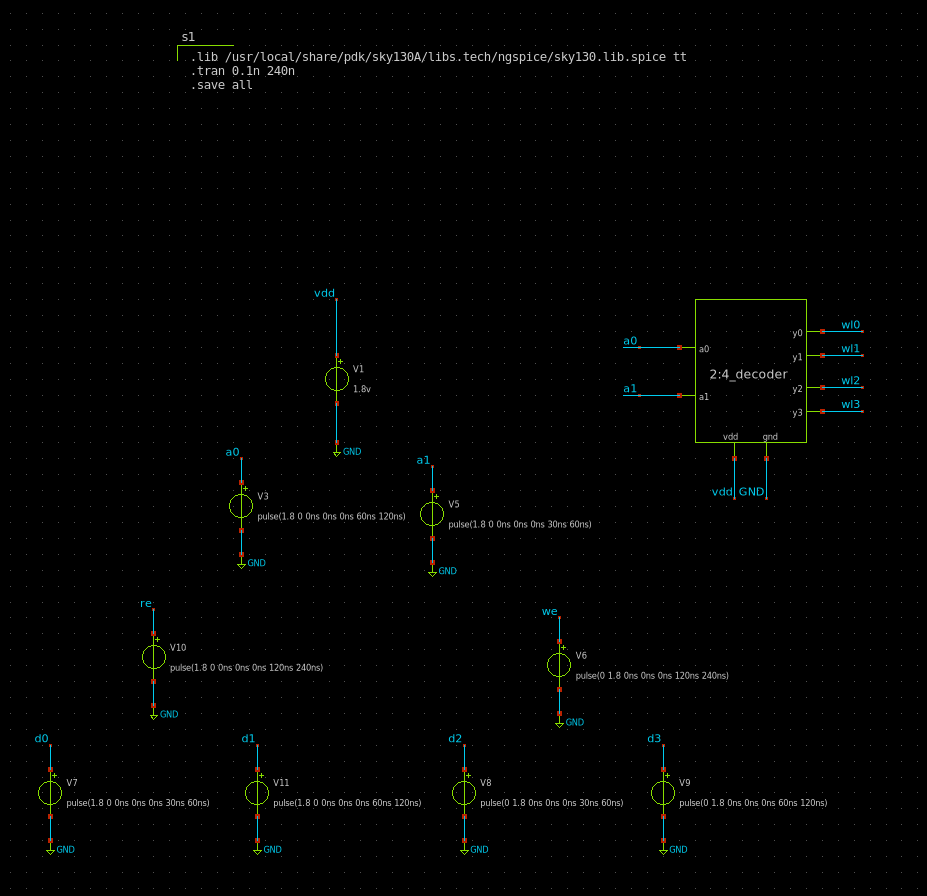 s1
.lib /usr/local/share/pdk/sky130A/libs.tech/ngspice/sky130.lib.spice tt
.tran 0.1n 240n
.save all
vdd
V1
1.8v
GND
a0
a1
a0
a1
2:4_decoder
y0
y1
y2
y3
wl0
wl1
wl2
wl3
vdd
gnd
vdd
GND
a0
V3
pulse(1.8 0 0ns 0ns 0ns 60ns 120ns)
GND
a1
V5
pulse(1.8 0 0ns 0ns 0ns 30ns 60ns)
GND
re
V10
pulse(1.8 0 0ns 0ns 0ns 120ns 240ns)
GND
we
V6
pulse(0 1.8 0ns 0ns 0ns 120ns 240ns)
GND
d0
V7
pulse(1.8 0 0ns 0ns 0ns 30ns 60ns)
GND
d1
V11
pulse(1.8 0 0ns 0ns 0ns 60ns 120ns)
GND
d2
V8
pulse(0 1.8 0ns 0ns 0ns 30ns 60ns)
GND
d3
V9
pulse(0 1.8 0ns 0ns 0ns 60ns 120ns)
GND